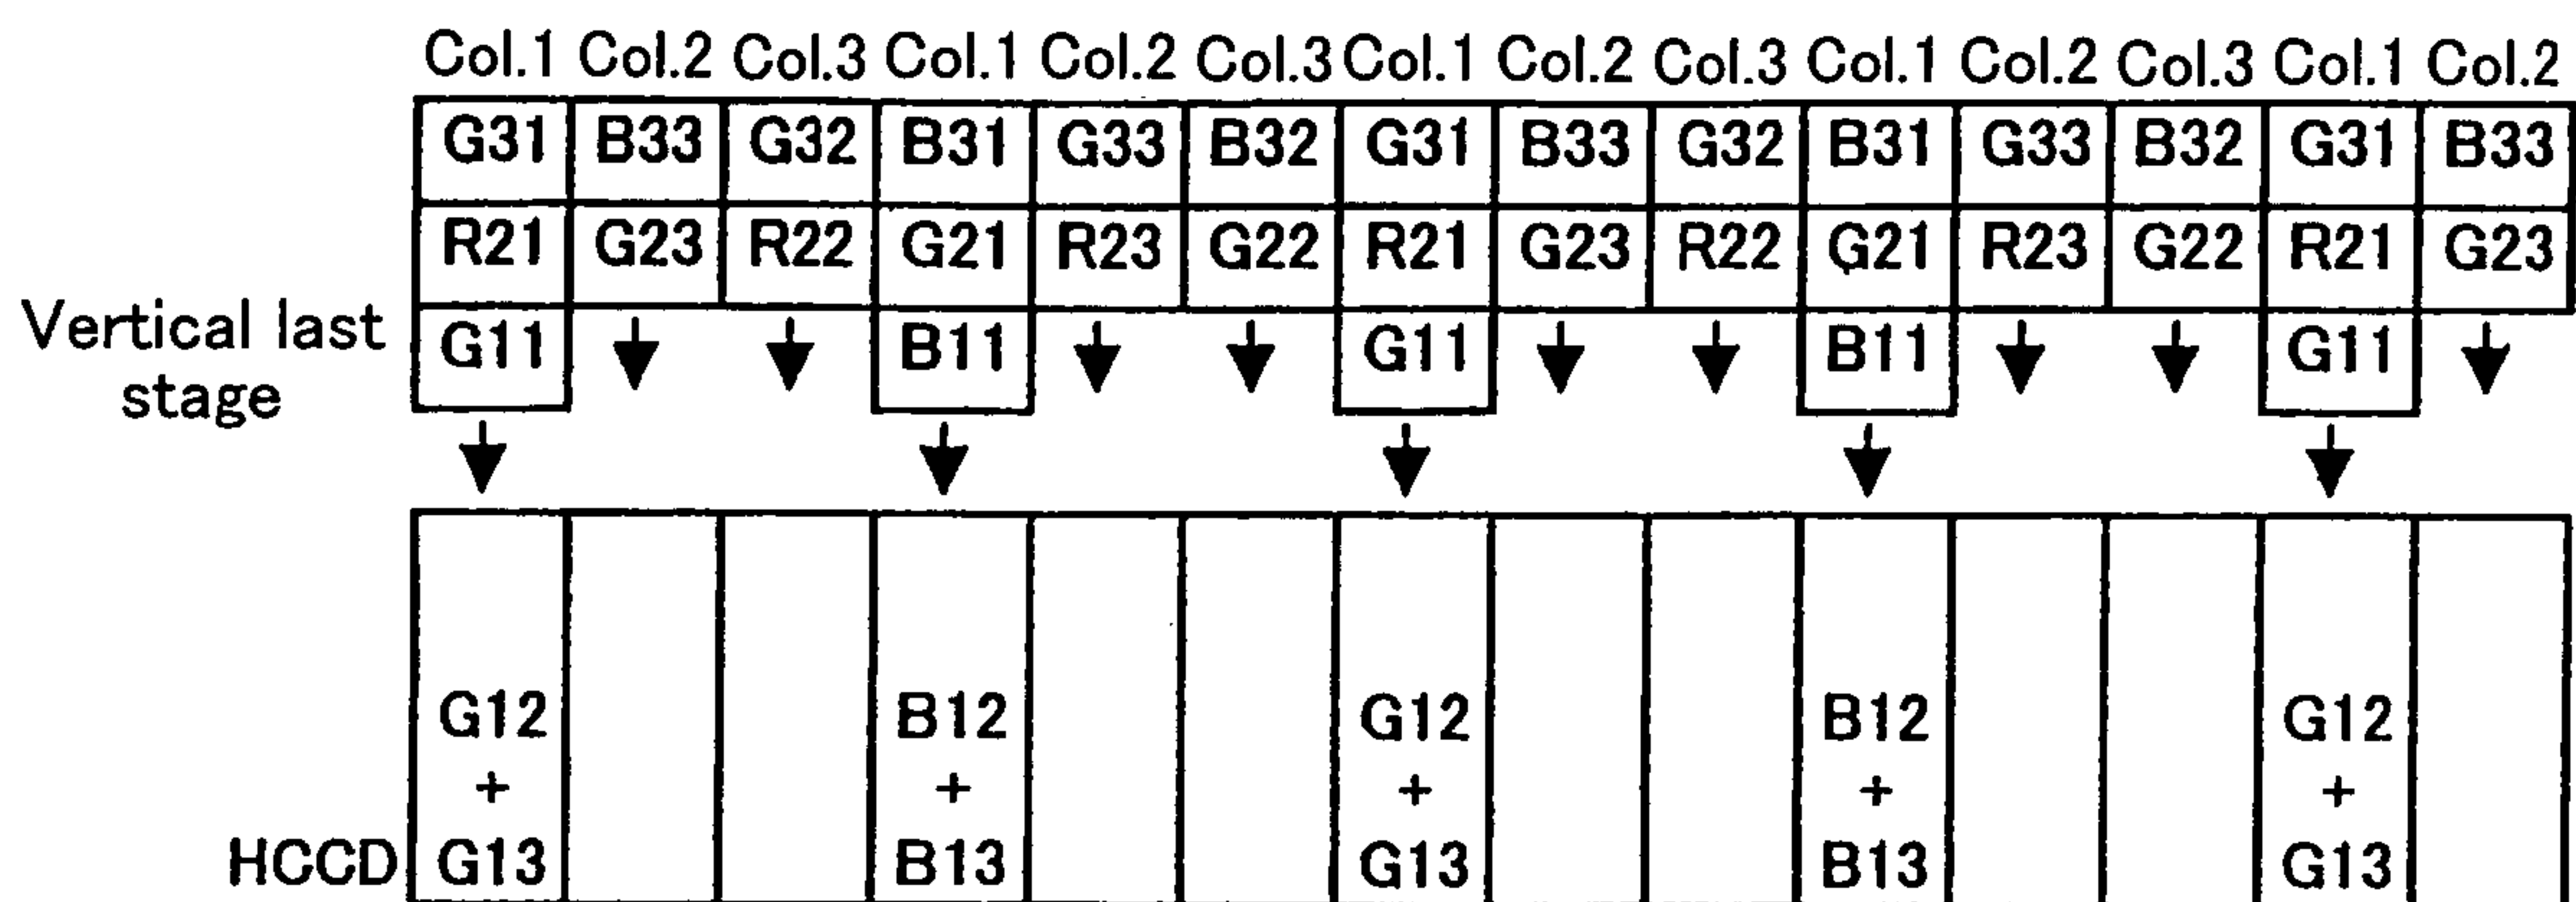 Col.1 Col.2 Col.3 Col.1 Col.2 Col.3 Col.1 Col.2 Col.3 Col.1 Col.2 Col.3 Col.1 Col.2
G31 B33 G32 B31 G33 B32 G31 B33 G32 B31 G33 B32 G31 B33
R21 G23 R22 G21 R23 G22 R21 G23 R22 G21 R23 G22 R21 G23
Vertical last
stage
G11 B11 G11 B11 G11
G12 B12 G12 B12 G12
+ + + + +
HCCD G13 B13 G13 B13 G13